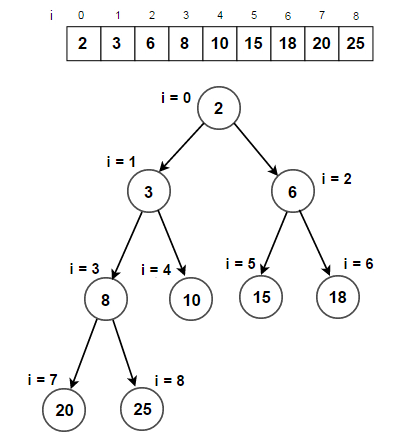 i 0 1 2 3 4 5 6 7 8
2 3 6 8 10 15 18 20 25
i = 0
2
i = 1
3
6
i = 2
i = 3
8
i = 4
10
i = 5
15
i = 6
18
i = 7
20
i = 8
25